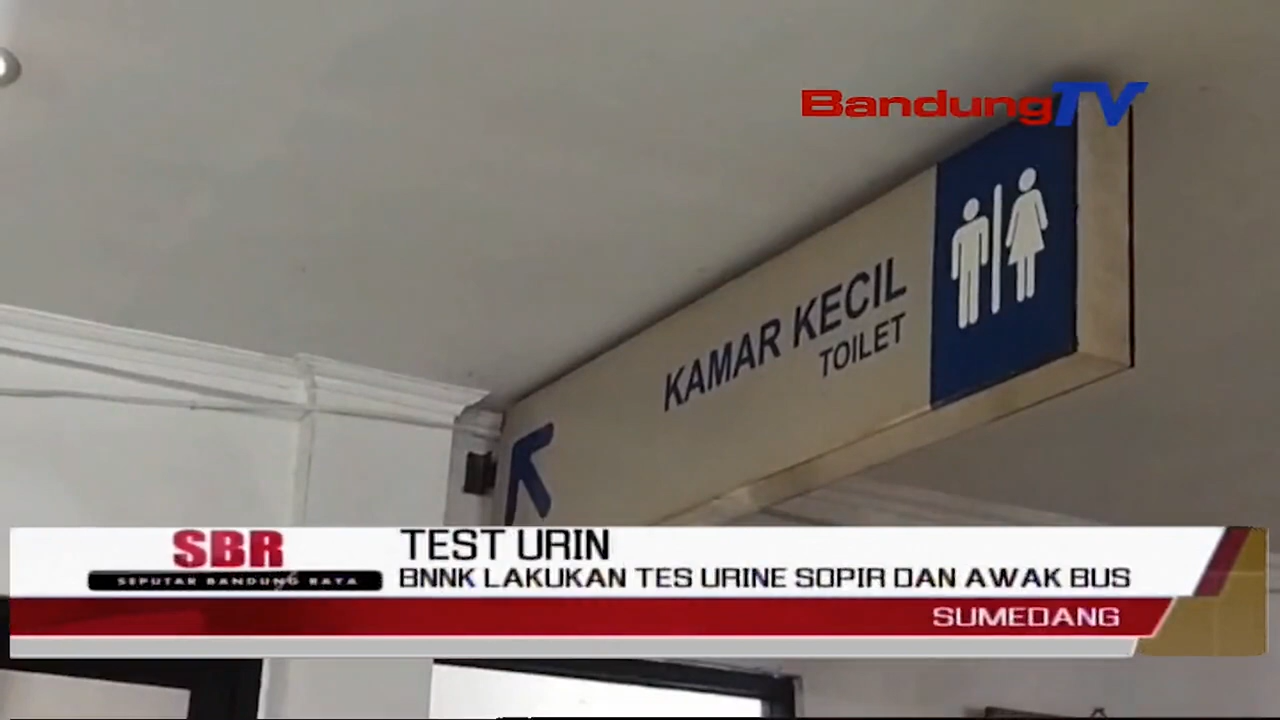 BandungTV
KAMAR KECIL
TOILET
SBR
SEPUTAR BANDUNG RAYA
TEST URIN
BNNK LAKUKAN TES URINE SOPIR DAN AWAK BUS
SUMEDANG